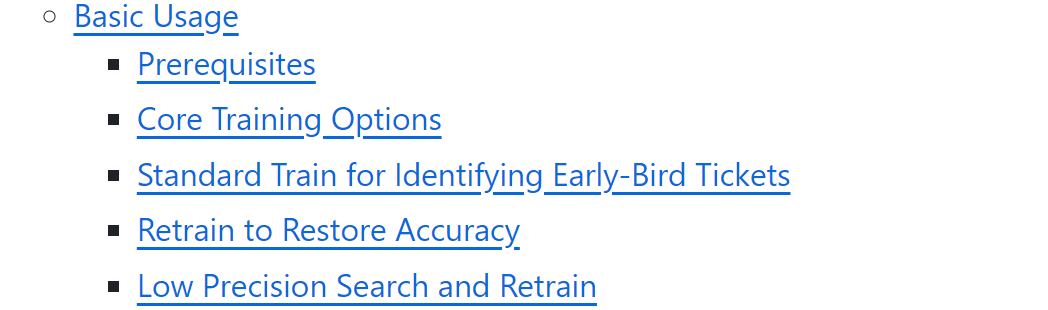 Basic Usage
Prerequisites
Core Training Options
Standard Train for Identifying Early-Bird Tickets
Retrain to Restore Accuracy
Low Precision Search and Retrain